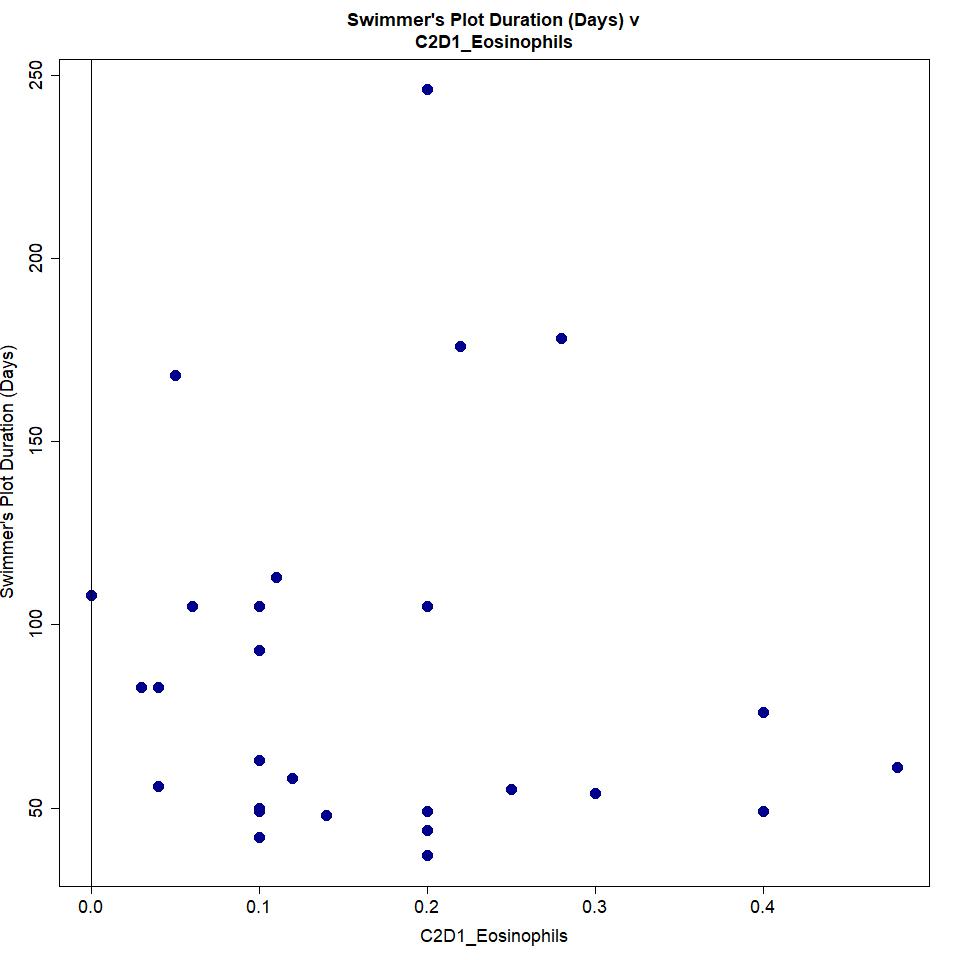 Swimmer's Plot Duration (Days) v
C2D1_Eosinophils
250
200
150
100
50
Swimmer's Plot Duration (Days)
0.0 0.1 0.2 0.3 0.4
C2D1_Eosinophils